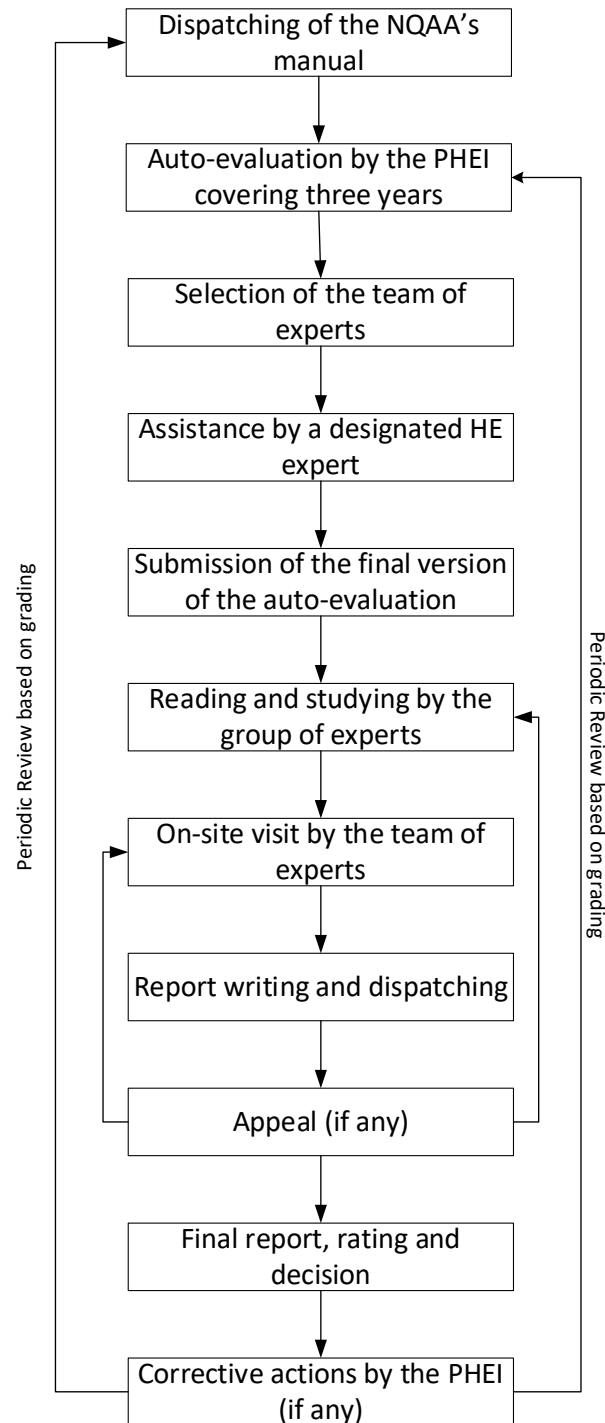 Dispatching of the NQAA’s
manual
Auto-evaluation by the PHEI
covering three years
Selection of the team of
experts
Assistance by a designated HE
expert
Submission of the final version
of the auto-evaluation
Reading and studying by the
group of experts
On-site visit by the team of
experts
Report writing and dispatching
Appeal (if any)
Final report, rating and
decision
Corrective actions by the PHEI
(if any)
Periodic Review based on grading
Periodic Review based on grading